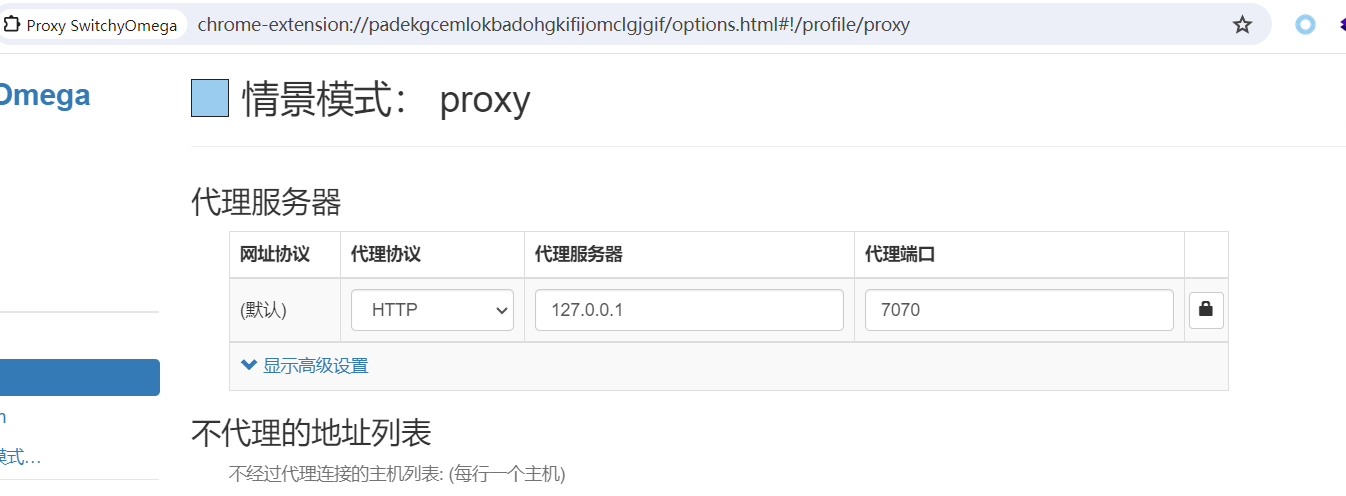 Proxy SwitchyOmega chrome-extension://padekgcemlokbadohgkifijomclgjgif/options.html#!/profile/proxy
Omega
情景模式： proxy
代理服务器
网址协议 代理协议 代理服务器 代理端口
(默认) HTTP 127.0.0.1 7070
显示高级设置
不代理的地址列表
模式…
不经过代理连接的主机列表: (每行一个主机)